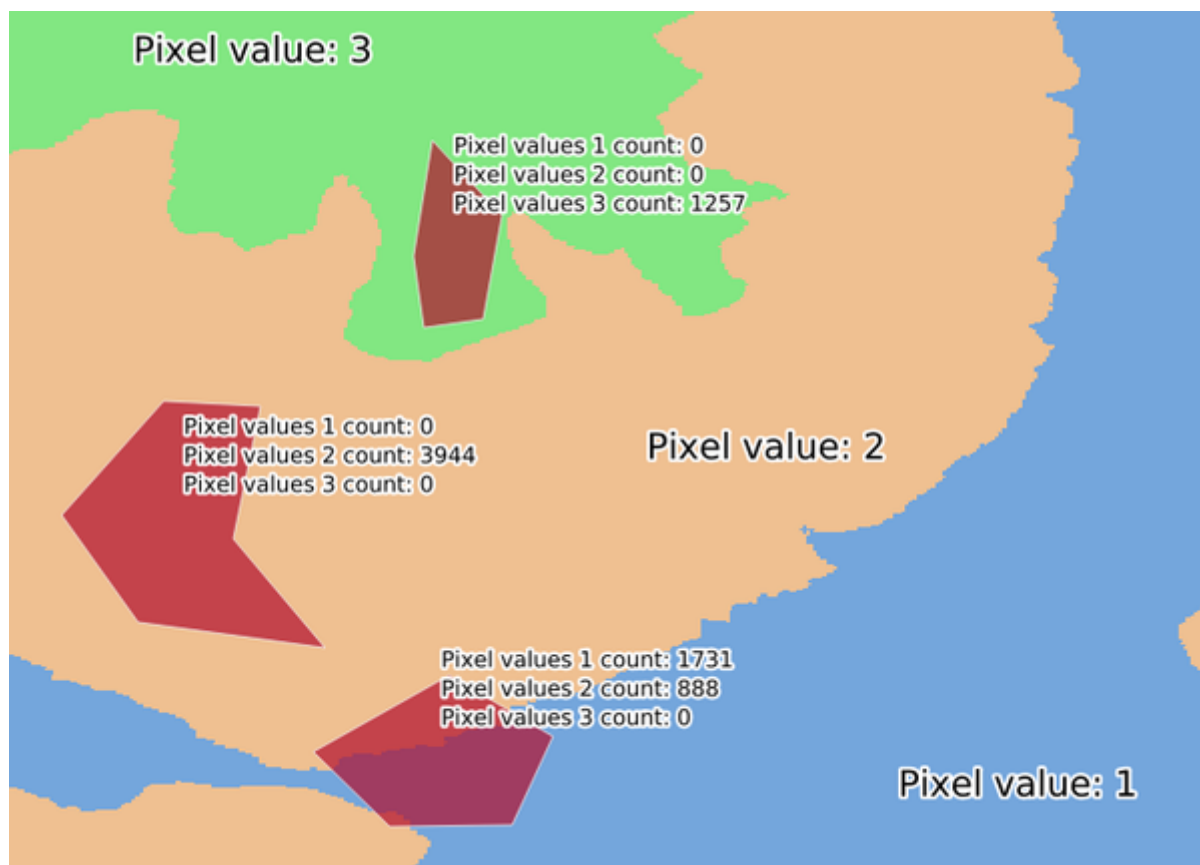 Pixel value: 3
Pixel values 1 count: 0
Pixel values 2 count: 0
Pixel values 3 count: 1257
Pixel values 1 count: 0
Pixel values 2 count: 3944
Pixel values 3 count: 0
Pixel value: 2
Pixel values 1 count: 1731
Pixel values 2 count: 888
Pixel values 3 count: 0
Pixel value: 1